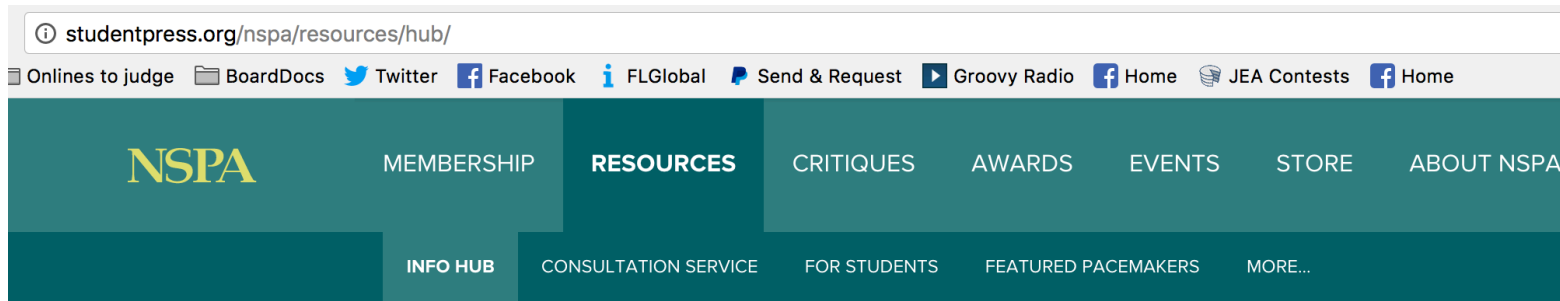 studentpress.org/nspa/resources/hub/
Onlines to judge BoardDocs Twitter Facebook FLGlobal Send & Request Groovy Radio Home JEA Contests Home
NSPA MEMBERSHIP RESOURCES CRITIQUES AWARDS EVENTS STORE ABOUT NSPA
INFO HUB CONSULTATION SERVICE FOR STUDENTS FEATURED PACEMAKERS MORE...